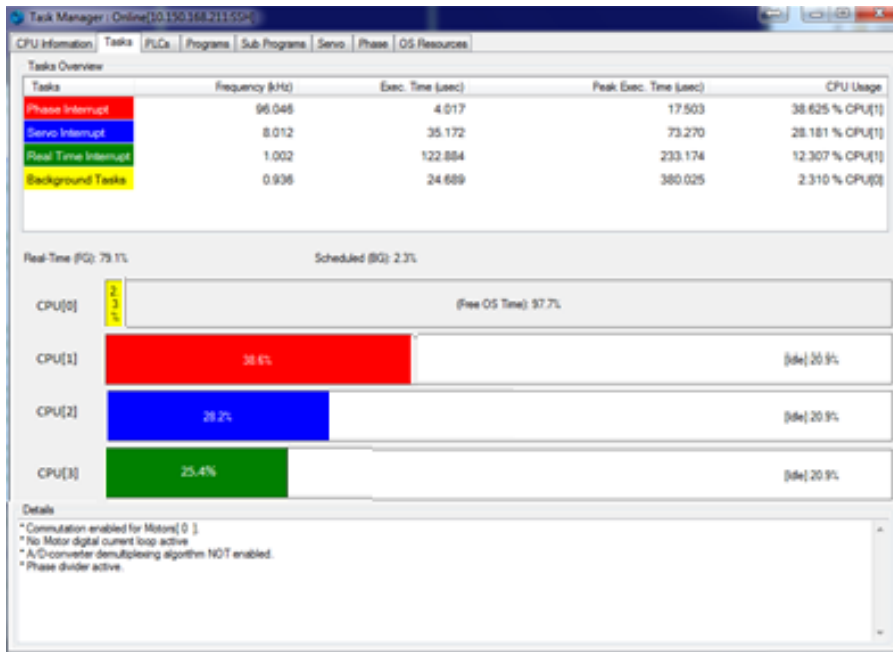 Task Manager : Online[10.150.168.211:SSH]
CPU Information Tasks PLCs Programs Sub Programs Servo Phase OS Resources
Tasks Overview
Tasks Frequency (kHz) Exec. Time (usec) Peak Exec. Time (usec) CPU Usage
Phase Interrupt 96.046 4.017 17.503 38.625 % CPU[1]
Servo Interrupt 8.012 35.172 73.270 28.181 % CPU[1]
Real Time Interrupt 1.002 122.884 233.174 12.307 % CPU[1]
Background Tasks 0.936 24.689 380.025 2.310 % CPU[0]
Real-Time (FG): 79.1% Scheduled (BG): 2.3%
CPU[0] (Free OS Time): 97.7%
CPU[1] 38.6% [Idle] 20.9%
CPU[2] 28.2% [Idle] 20.9%
CPU[3] 25.4% [Idle] 20.9%
Details
* Commutation enabled for Motors[ 0 ].
* No Motor digital current loop active
* A/D-converter demultiplexing algorithm NOT enabled.
* Phase divider active.